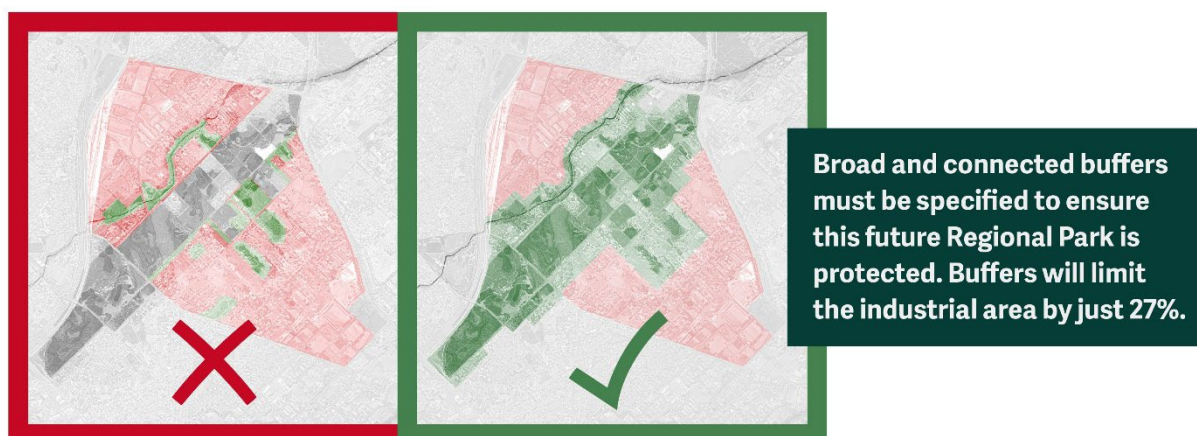 Broad and connected buffers
must be specified to ensure
this future Regional Park is
protected. Buffers will limit
the industrial area by just 27%.